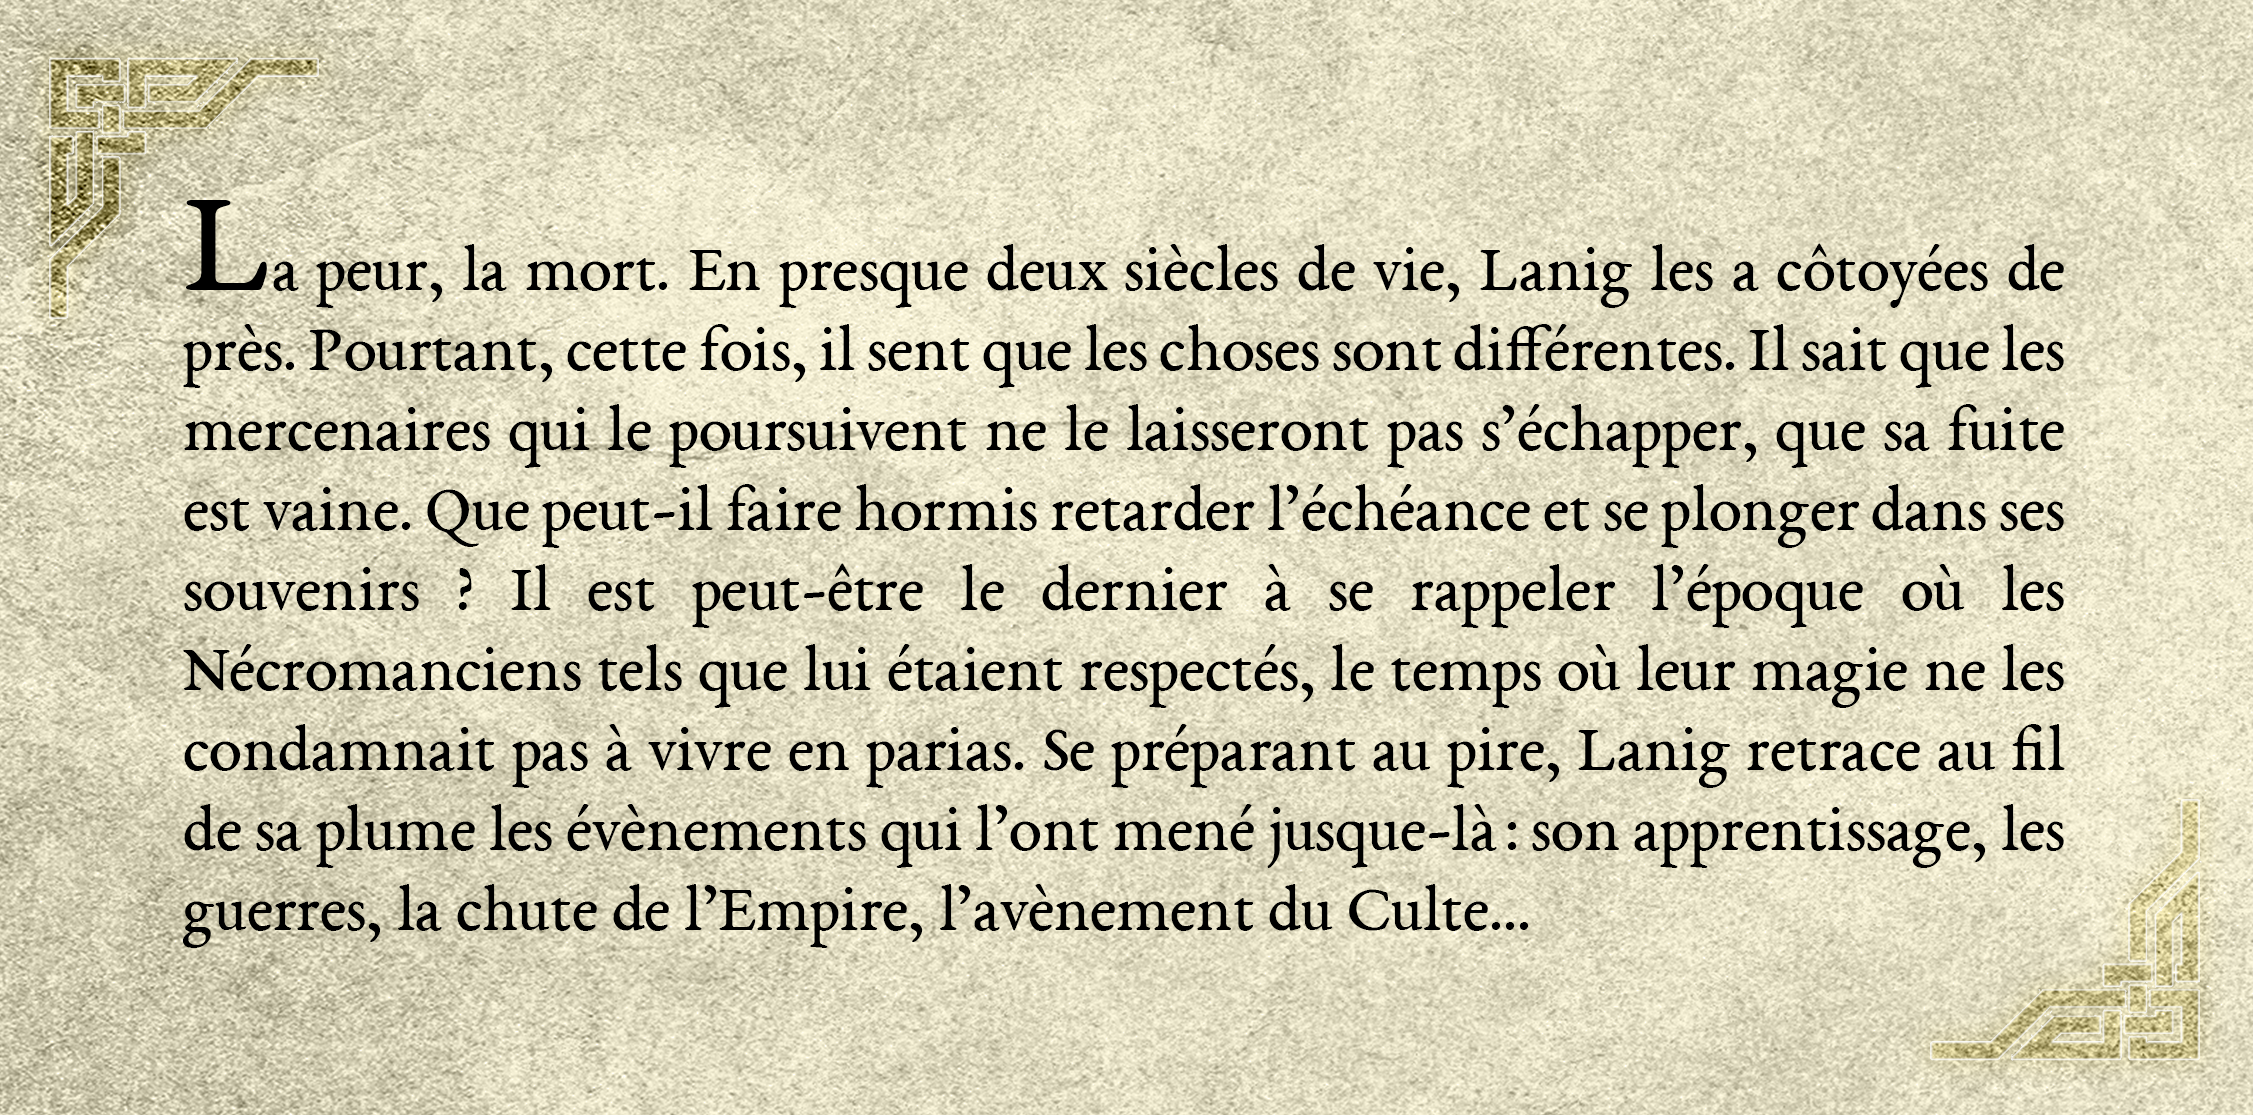 La peur, la mort. En presque deux siècles de vie, Lanig les a côtoyées de
près. Pourtant, cette fois, il sent que les choses sont différentes. Il sait que les
mercenaires qui le poursuivent ne le laisseront pas s’échapper, que sa fuite
est vaine. Que peut-il faire hormis retarder l’échéance et se plonger dans ses
souvenirs ? Il est peut-être le dernier à se rappeler l’époque où les
Nécromanciens tels que lui étaient respectés, le temps où leur magie ne les
condamnait pas à vivre en parias. Se préparant au pire, Lanig retrace au fil
de sa plume les évènements qui l’ont mené jusque-là : son apprentissage, les
guerres, la chute de l’Empire, l’avènement du Culte...